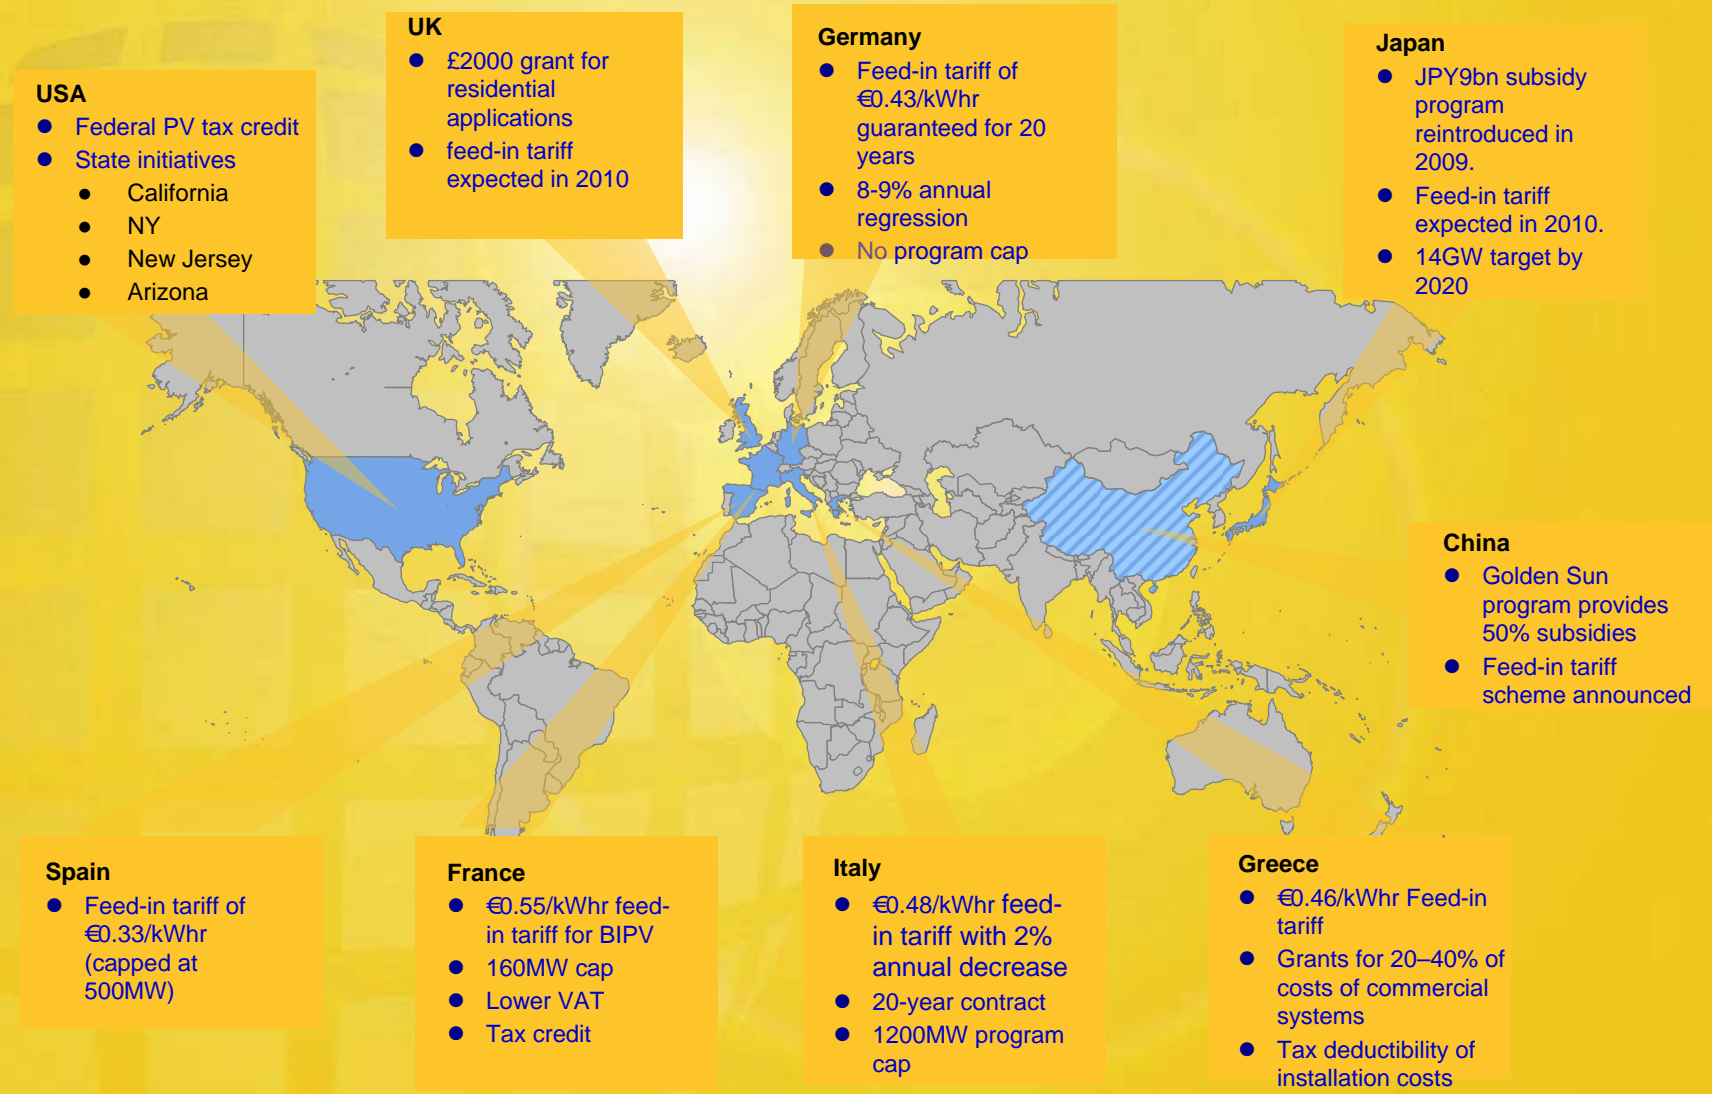 USA
● Federal PV tax credit
● State initiatives
● California
● NY
● New Jersey
● Arizona
UK
● £2000 grant for
residential
applications
● feed-in tariff
expected in 2010
Germany
● Feed-in tariff of
€0.43/kWhr
guaranteed for 20
years
● 8-9% annual
regression
● No program cap
Japan
● JPY9bn subsidy
program
reintroduced in
2009.
● Feed-in tariff
expected in 2010.
● 14GW target by
2020
China
● Golden Sun
program provides
50% subsidies
● Feed-in tariff
scheme announced
Spain
● Feed-in tariff of
€0.33/kWhr
(capped at
500MW)
France
● €0.55/kWhr feed-
in tariff for BIPV
● 160MW cap
● Lower VAT
● Tax credit
Italy
● €0.48/kWhr feed-
in tariff with 2%
annual decrease
● 20-year contract
● 1200MW program
cap
Greece
● €0.46/kWhr Feed-in
tariff
● Grants for 20–40% of
costs of commercial
systems
● Tax deductibility of
installation costs